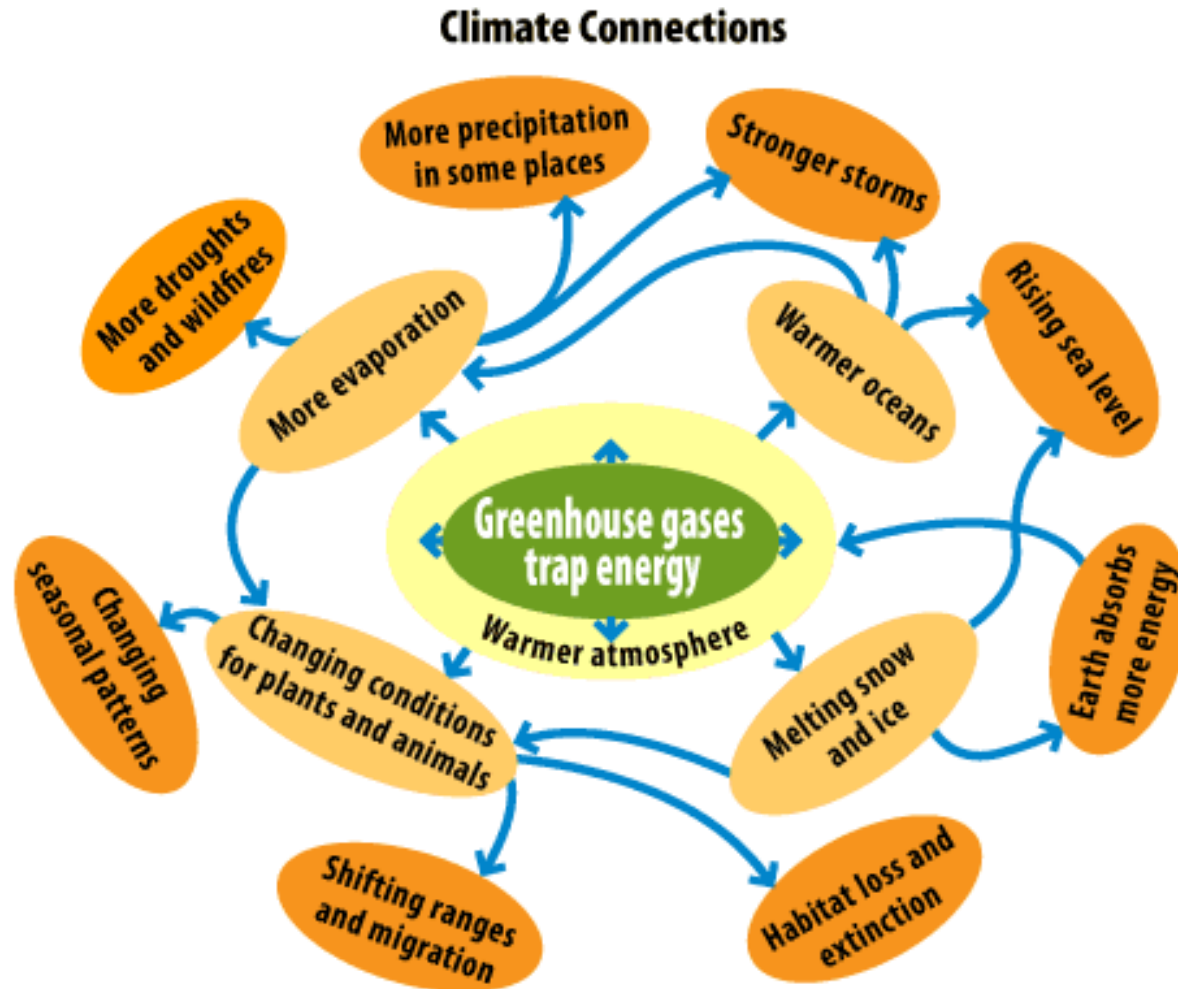 Climate Connections
More precipitation
in some places
Stronger storms
More droughts
and wildfires
More evaporation
Warmer oceans
Rising sea level
Greenhouse gases
trap energy
Warmer atmosphere
Changing
seasonal patterns
Changing conditions
for plants and animals
Melting snow
and ice
Earth absorbs
more energy
Shifting ranges
and migration
Habitat loss and
extinction